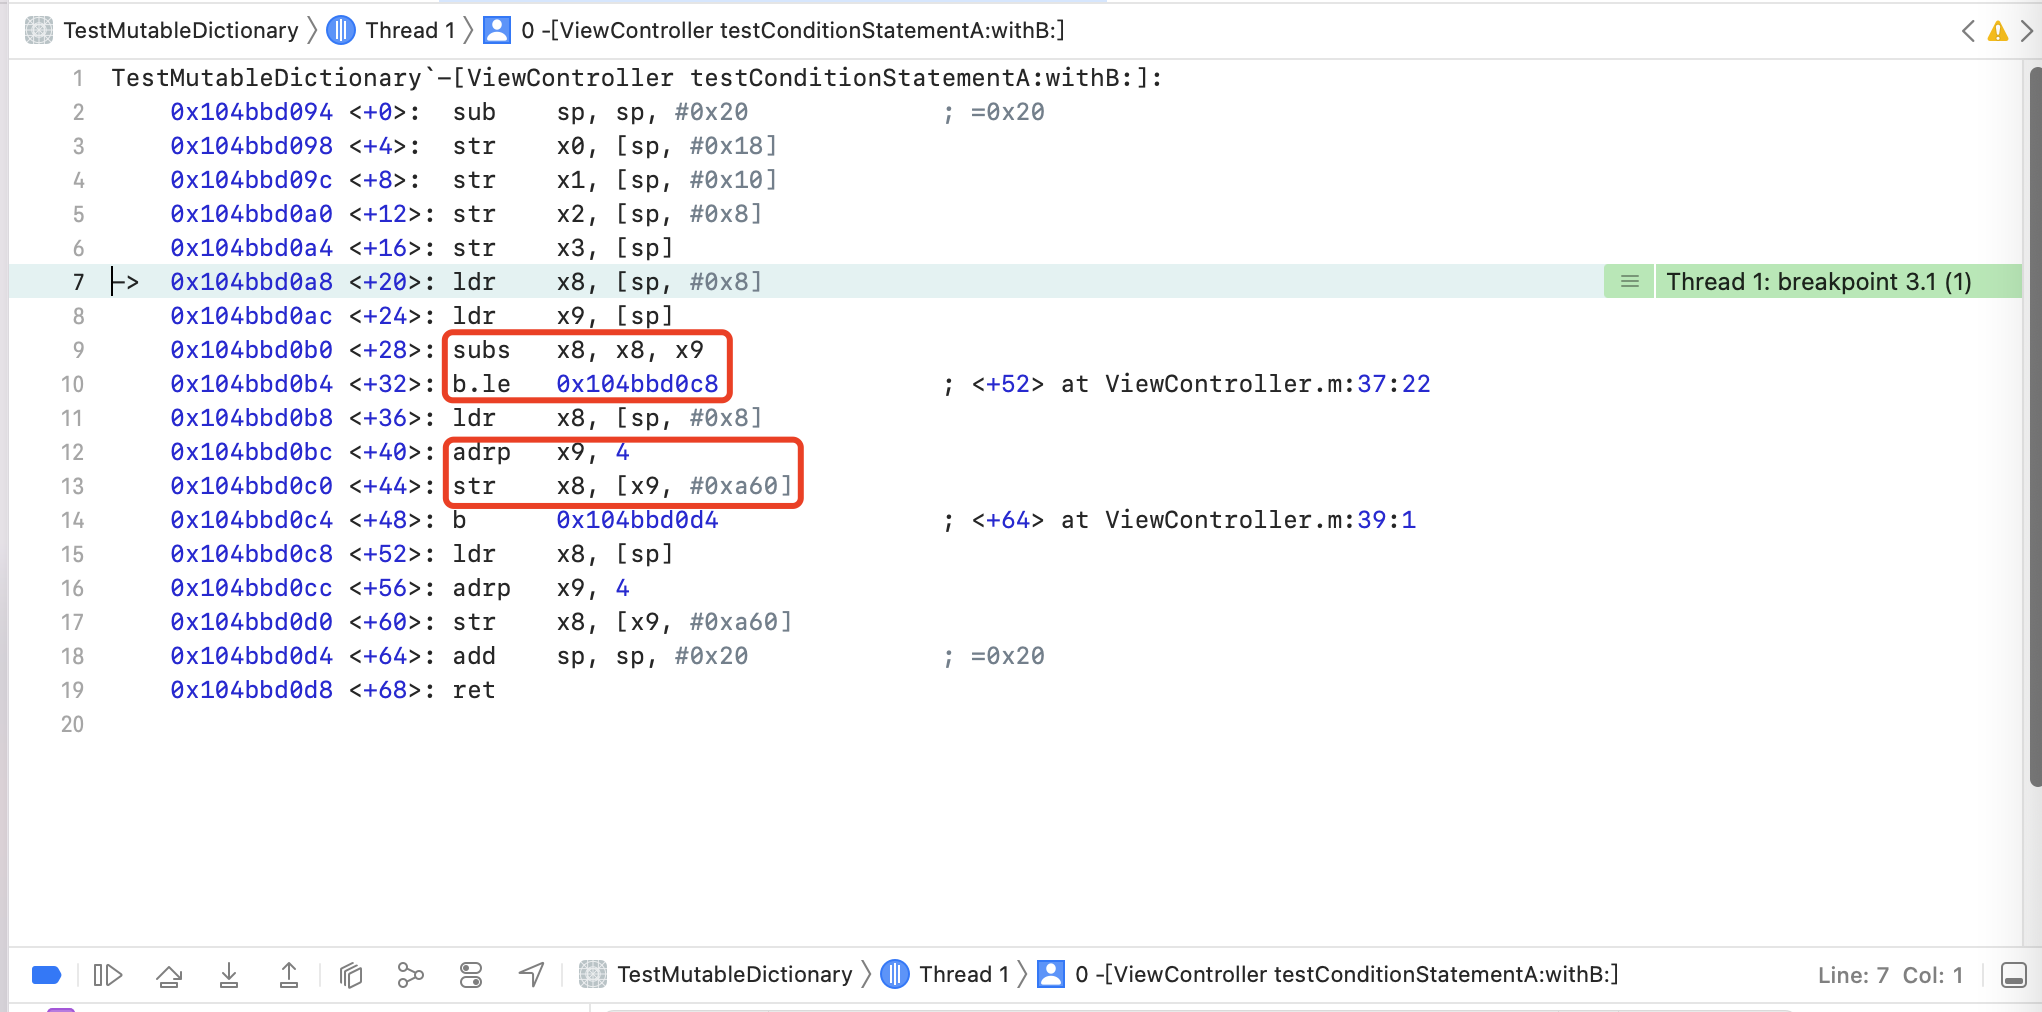 TestMutableDictionary 〉 Thread 1 〉 0 -[ViewController testConditionStatementA:withB:]
1 TestMutableDictionary`-[ViewController testConditionStatementA:withB:]:
2 0x104bbd094 <+0>: sub sp, sp, #0x20 ; =0x20
3 0x104bbd098 <+4>: str x0, [sp, #0x18]
4 0x104bbd09c <+8>: str x1, [sp, #0x10]
5 0x104bbd0a0 <+12>: str x2, [sp, #0x8]
6 0x104bbd0a4 <+16>: str x3, [sp]
7 -> 0x104bbd0a8 <+20>: ldr x8, [sp, #0x8] Thread 1: breakpoint 3.1 (1)
8 0x104bbd0ac <+24>: ldr x9, [sp]
9 0x104bbd0b0 <+28>: subs x8, x8, x9
10 0x104bbd0b4 <+32>: b.le 0x104bbd0c8 ; <+52> at ViewController.m:37:22
11 0x104bbd0b8 <+36>: ldr x8, [sp, #0x8]
12 0x104bbd0bc <+40>: adrp x9, 4
13 0x104bbd0c0 <+44>: str x8, [x9, #0xa60]
14 0x104bbd0c4 <+48>: b 0x104bbd0d4 ; <+64> at ViewController.m:39:1
15 0x104bbd0c8 <+52>: ldr x8, [sp]
16 0x104bbd0cc <+56>: adrp x9, 4
17 0x104bbd0d0 <+60>: str x8, [x9, #0xa60]
18 0x104bbd0d4 <+64>: add sp, sp, #0x20 ; =0x20
19 0x104bbd0d8 <+68>: ret
20
TestMutableDictionary 〉 Thread 1 〉 0 -[ViewController testConditionStatementA:withB:] Line: 7 Col: 1